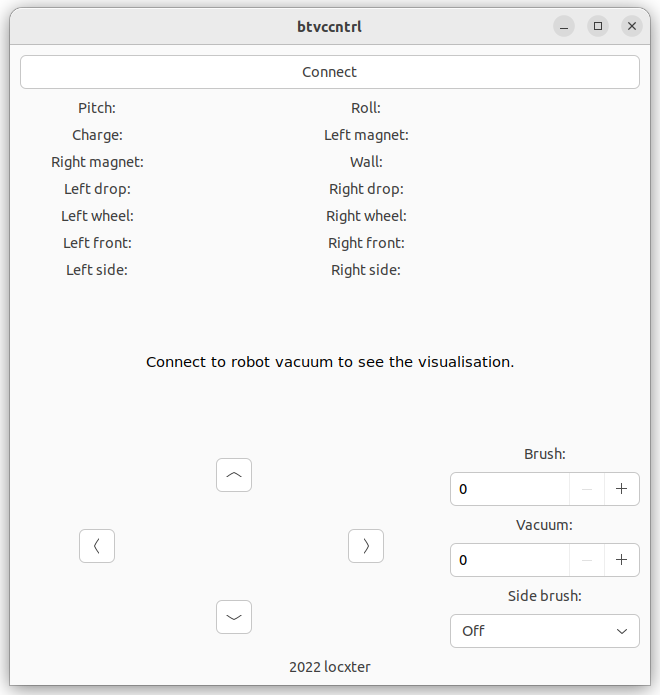 btvccntrl
Connect
Pitch: Roll:
Charge: Left magnet:
Right magnet: Wall:
Left drop: Right drop:
Left wheel: Right wheel:
Left front: Right front:
Left side: Right side:
Connect to robot vacuum to see the visualisation.
Brush:
0
Vacuum:
0
Side brush:
Off
2022 locxter